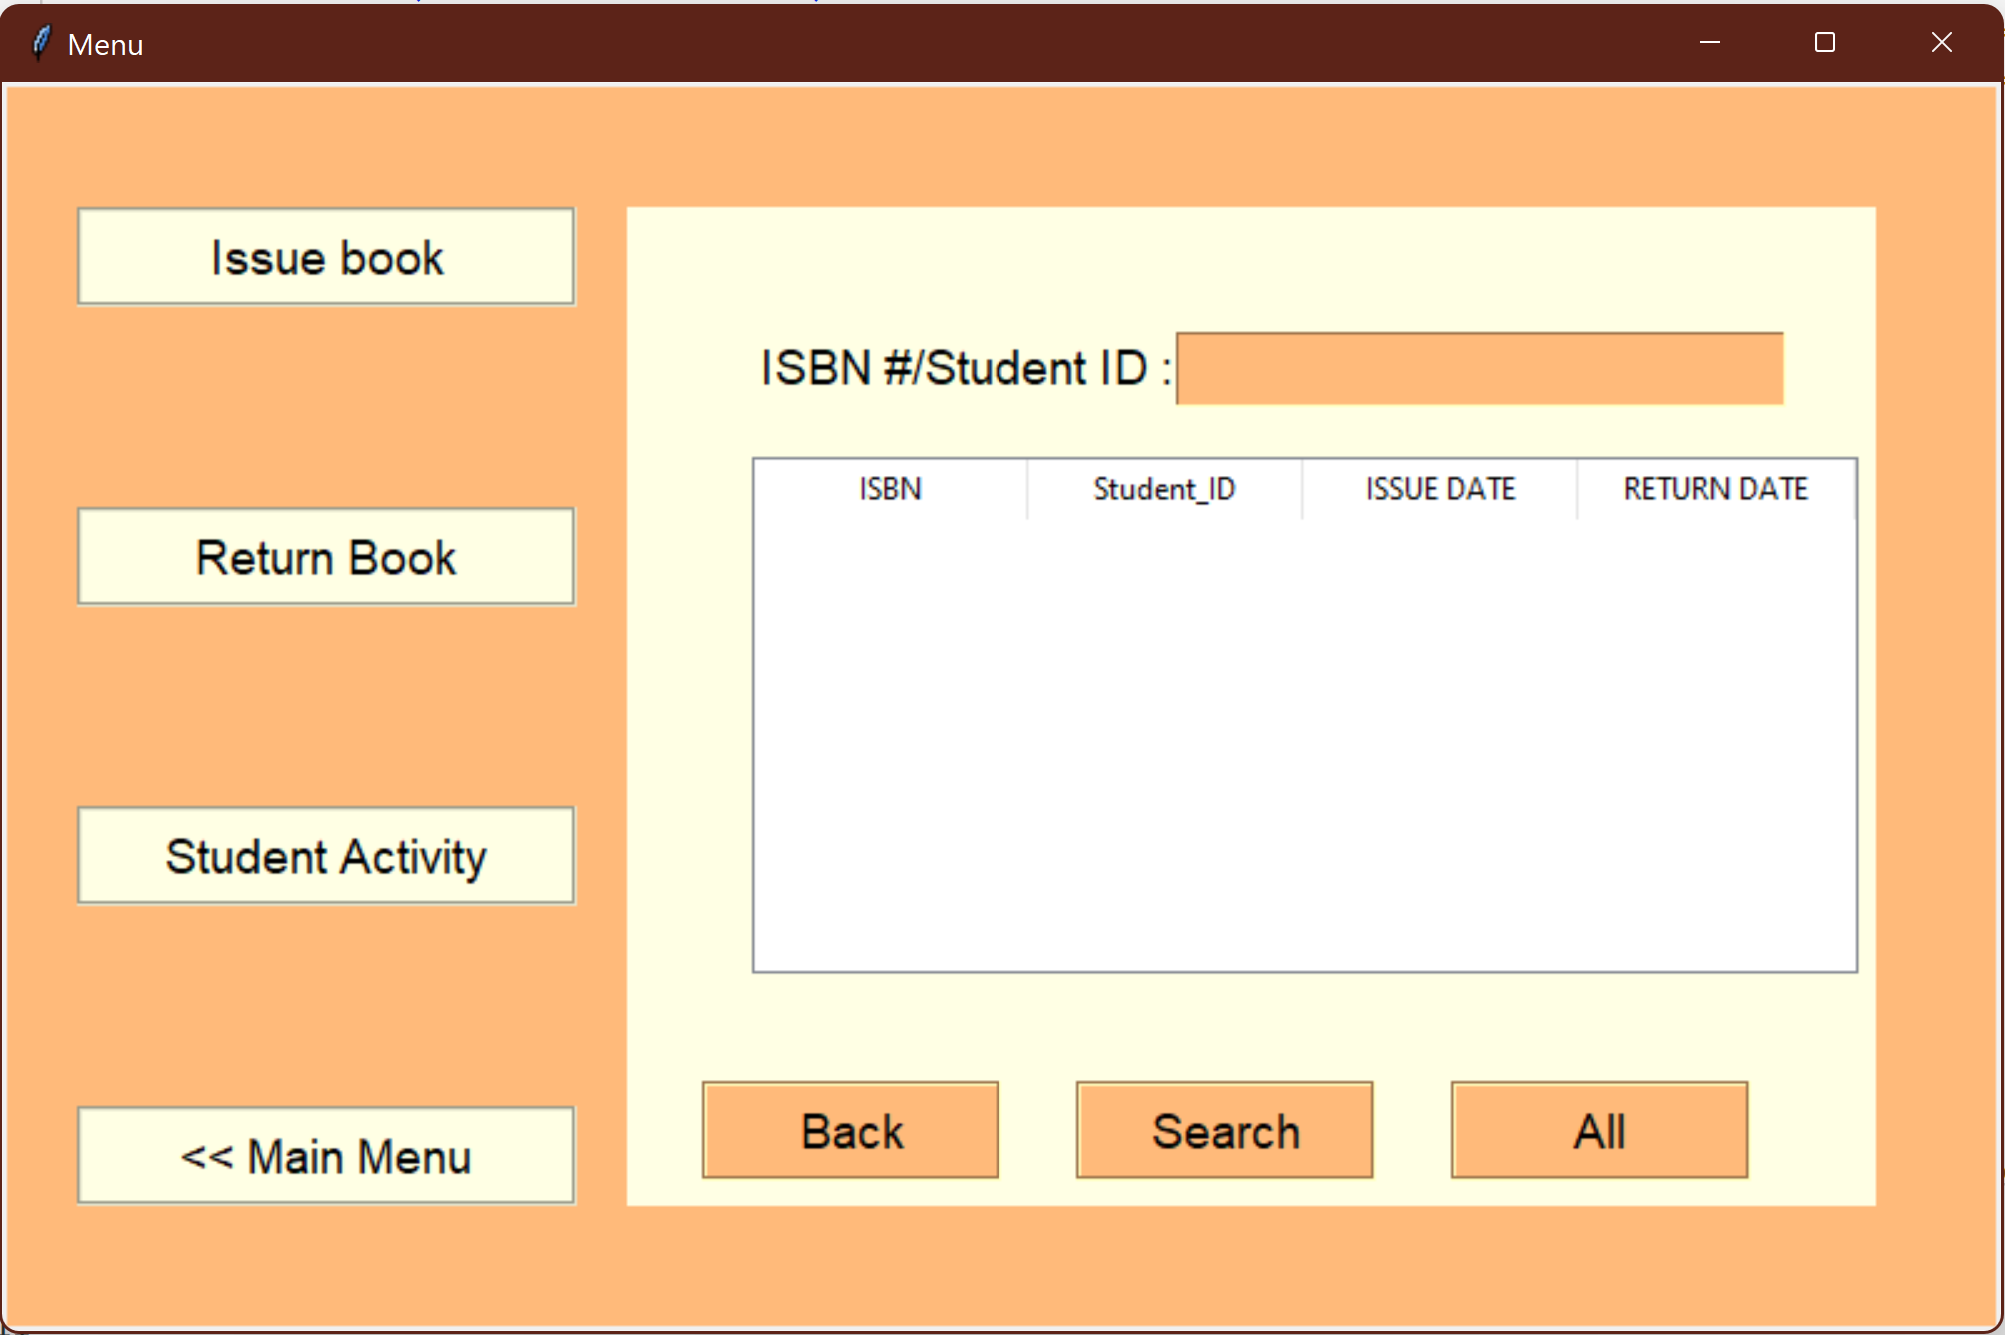 Menu
Issue book
Return Book
Student Activity
<< Main Menu
ISBN #/Student ID :
ISBN Student_ID ISSUE DATE RETURN DATE
Back Search All